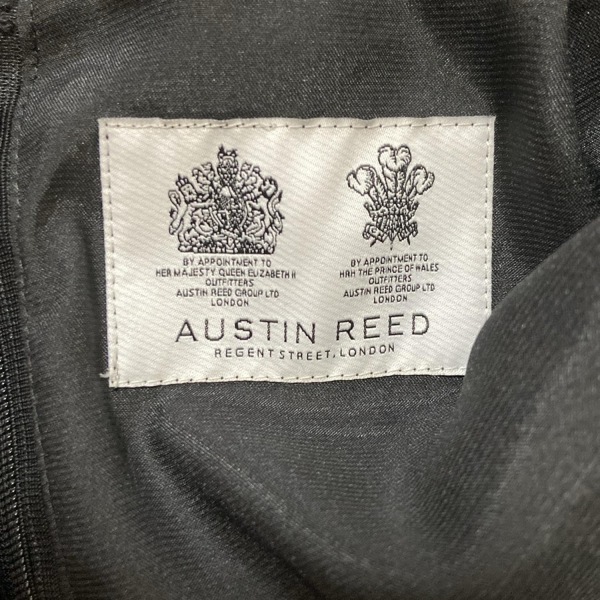 BY APPOINTMENT TO
HER MAJESTY QUEEN ELIZABETH II
OUTFITTERS
AUSTIN REED GROUP LTD
LONDON
BY APPOINTMENT TO
HRH THE PRINCE OF WALES
OUTFITTERS
AUSTIN REED GROUP LTD
LONDON
AUSTIN REED
REGENT STREET, LONDON